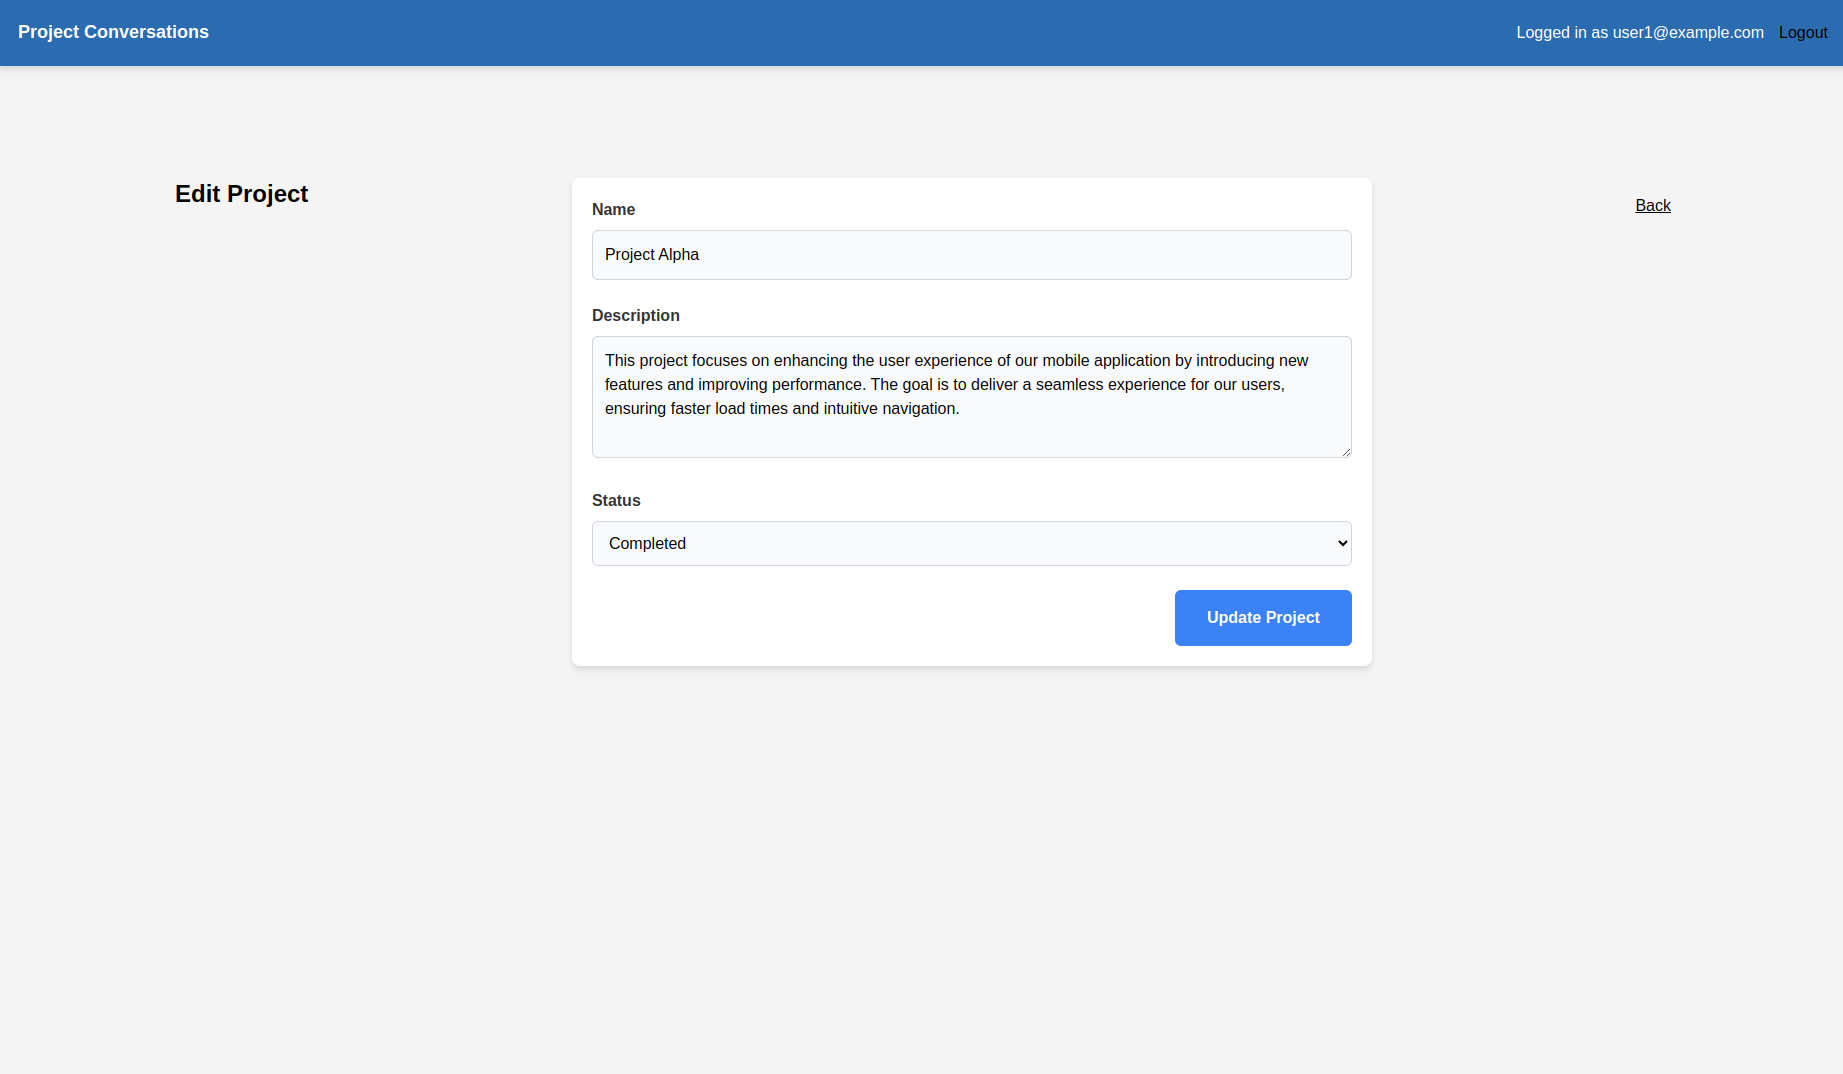 Project Conversations
Logged in as user1@example.com
Logout
Edit Project
Back
Name
Project Alpha
Description
This project focuses on enhancing the user experience of our mobile application by introducing new
features and improving performance. The goal is to deliver a seamless experience for our users,
ensuring faster load times and intuitive navigation.
Status
Completed
Update Project